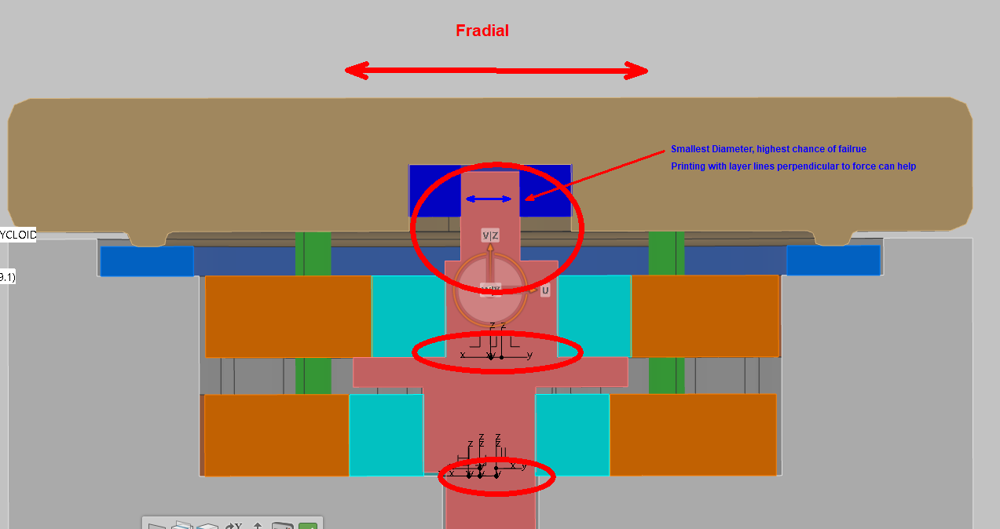 Fradial
Smallest Diameter, highest chance of failrue
Printing with layer lines perpendicular to force can help
YCLOID
V|Z
9.1)
U
z z
x y
z
z z
z z
x y
x y
Y